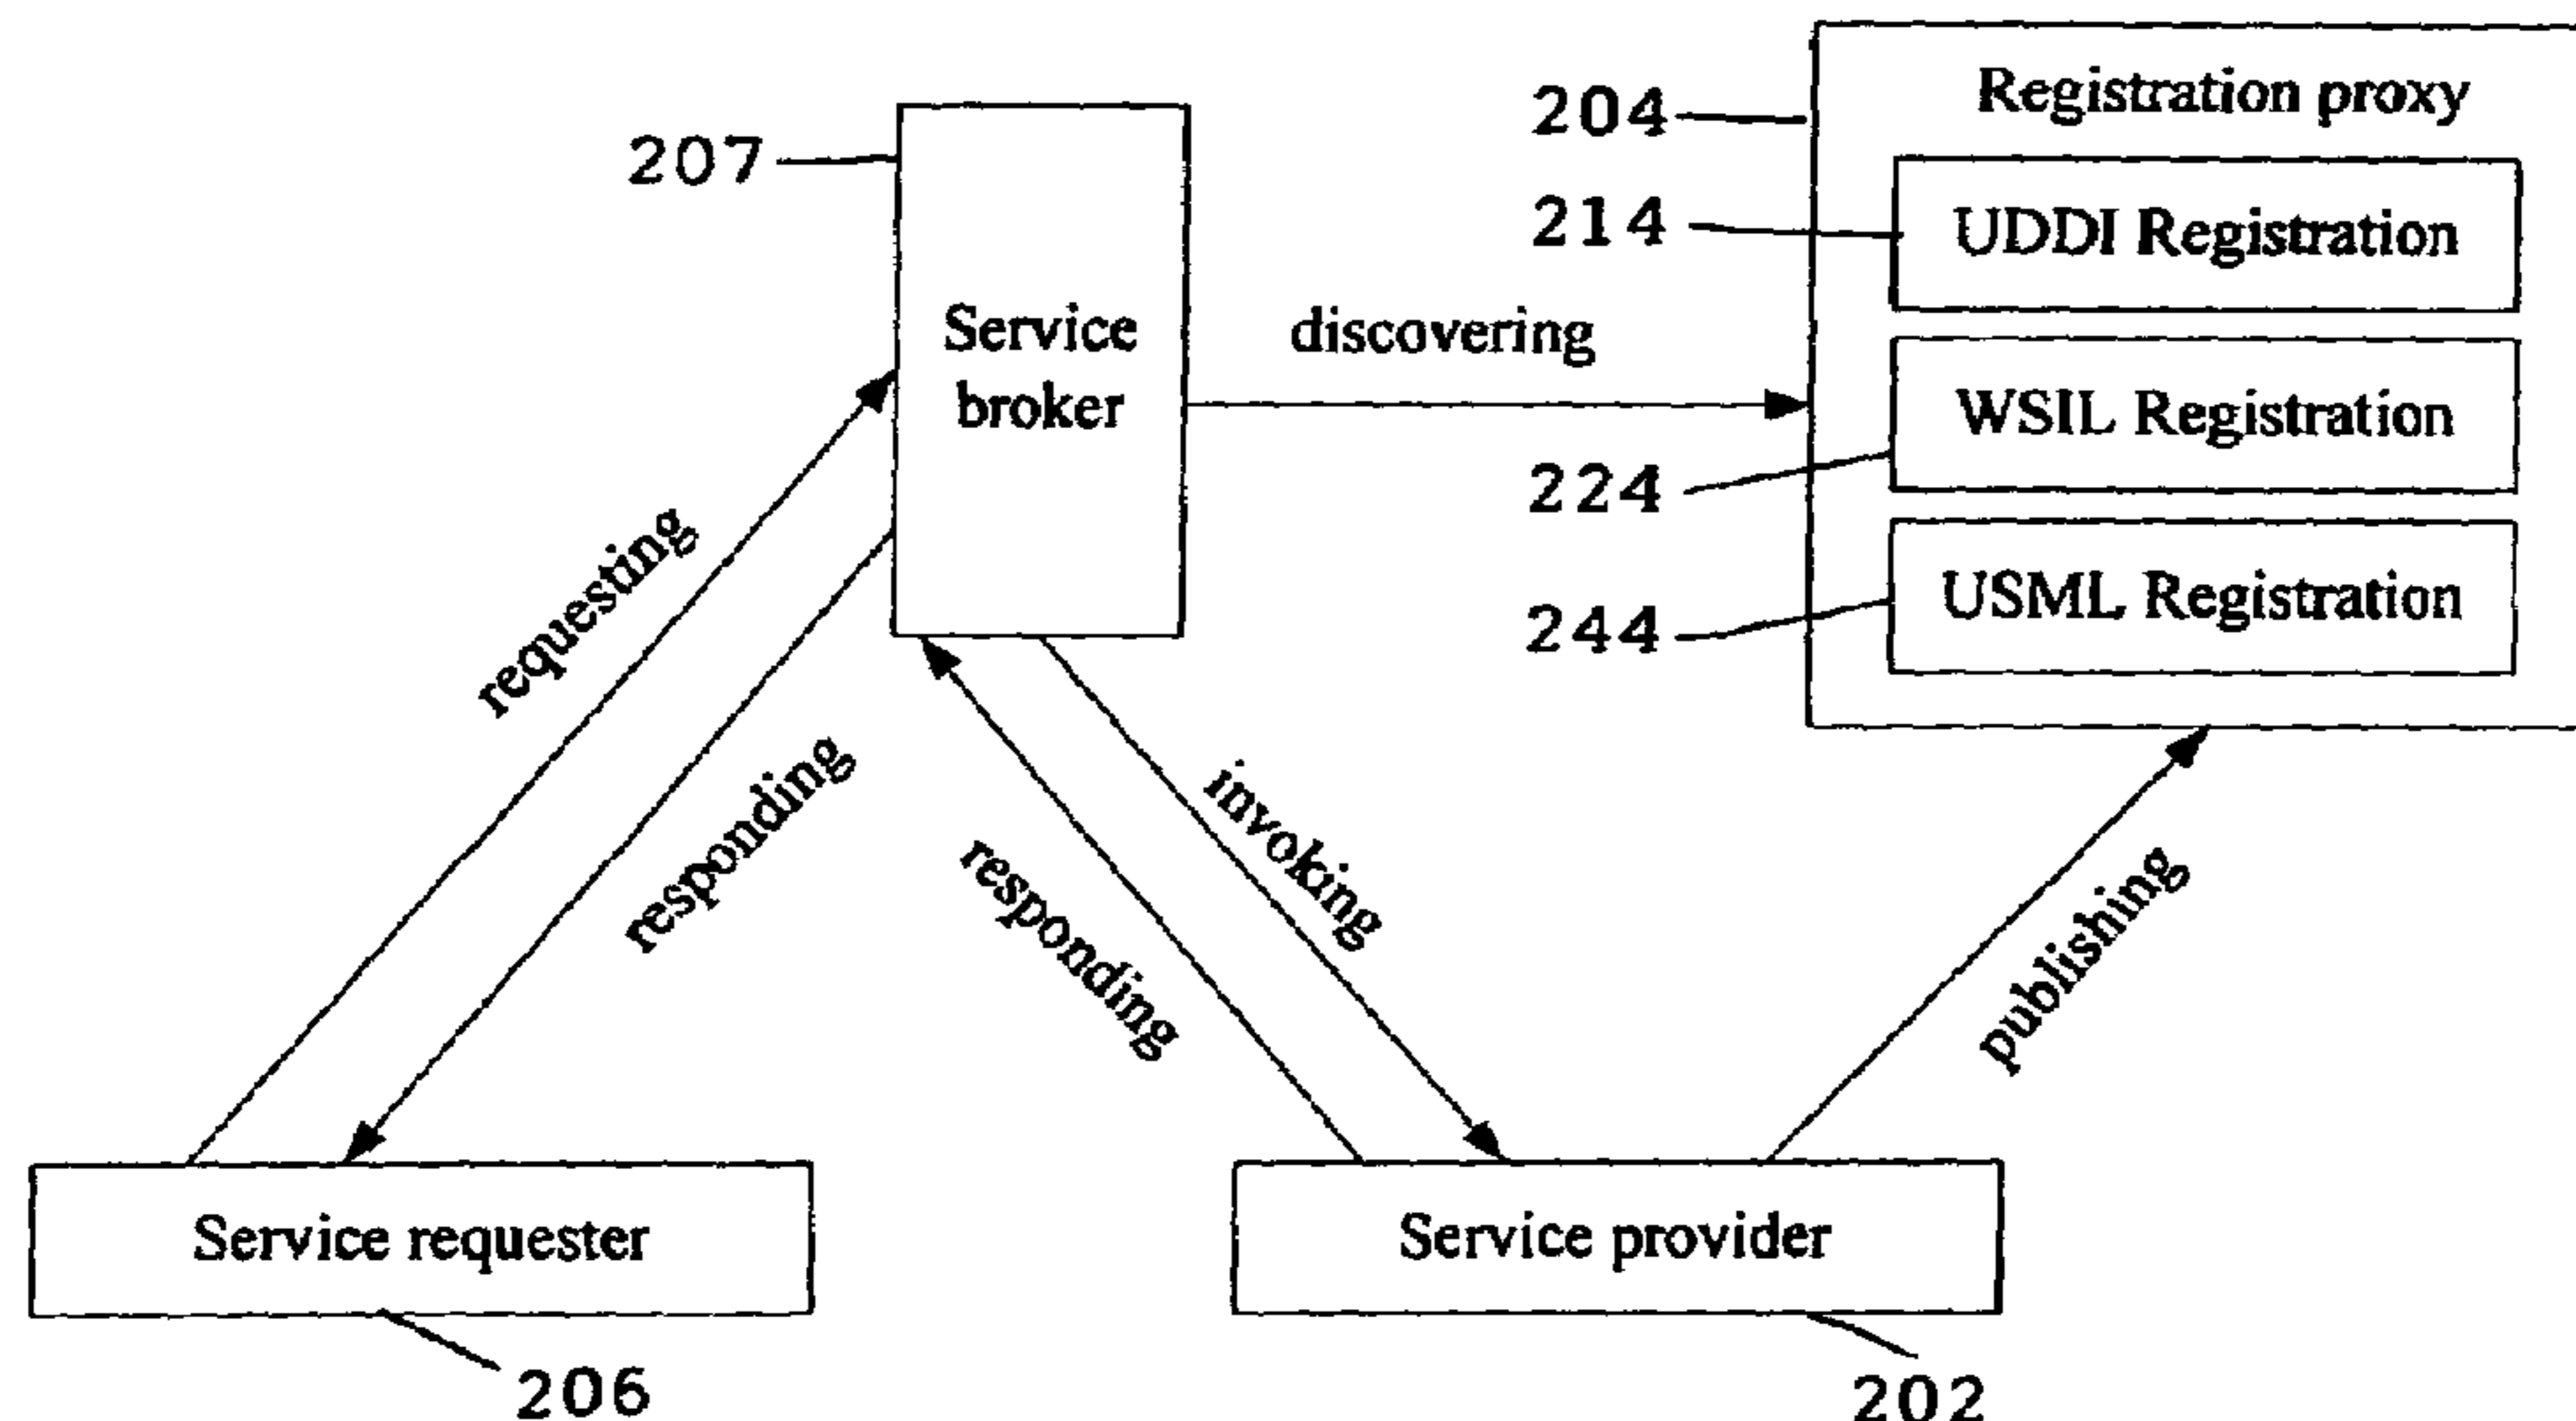 Registration proxy
204
207
UDDI Registration
214
Service
broker
discovering
WSIL Registration
224
USML Registration
244
requesting
responding
invoking
responding
publishing
Service requester
Service provider
206
202